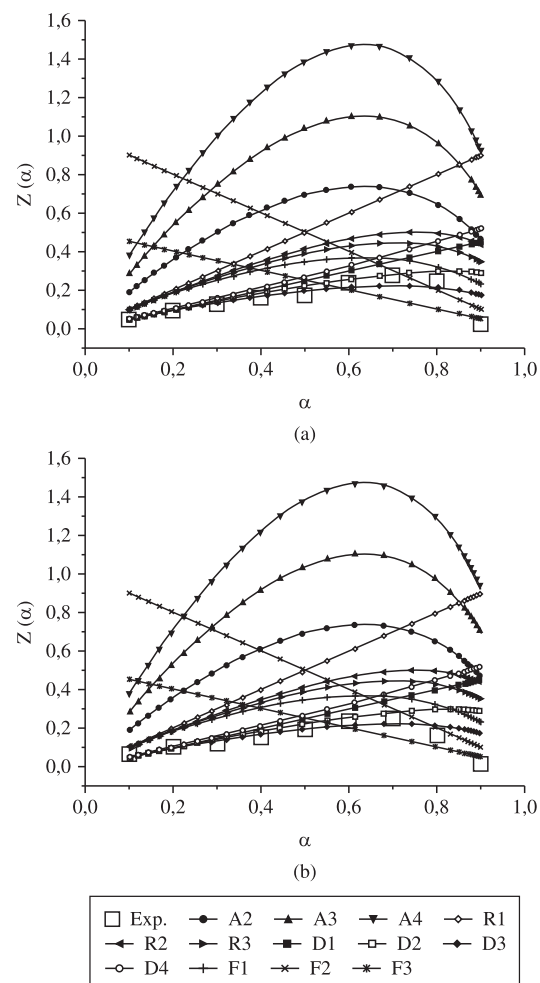 1,6
1,4
1,2
1,0
0,8
0,6
0,4
0,2
0,0
Z (α)
0,0 0,2 0,4 0,6 0,8 1,0
α
(a)
1,6
1,4
1,2
1,0
0,8
0,6
0,4
0,2
0,0
Z (α)
0,0 0,2 0,4 0,6 0,8 1,0
α
(b)
Exp. A2 A3 A4 R1
R2 R3 D1 D2 D3
D4 F1 F2 F3